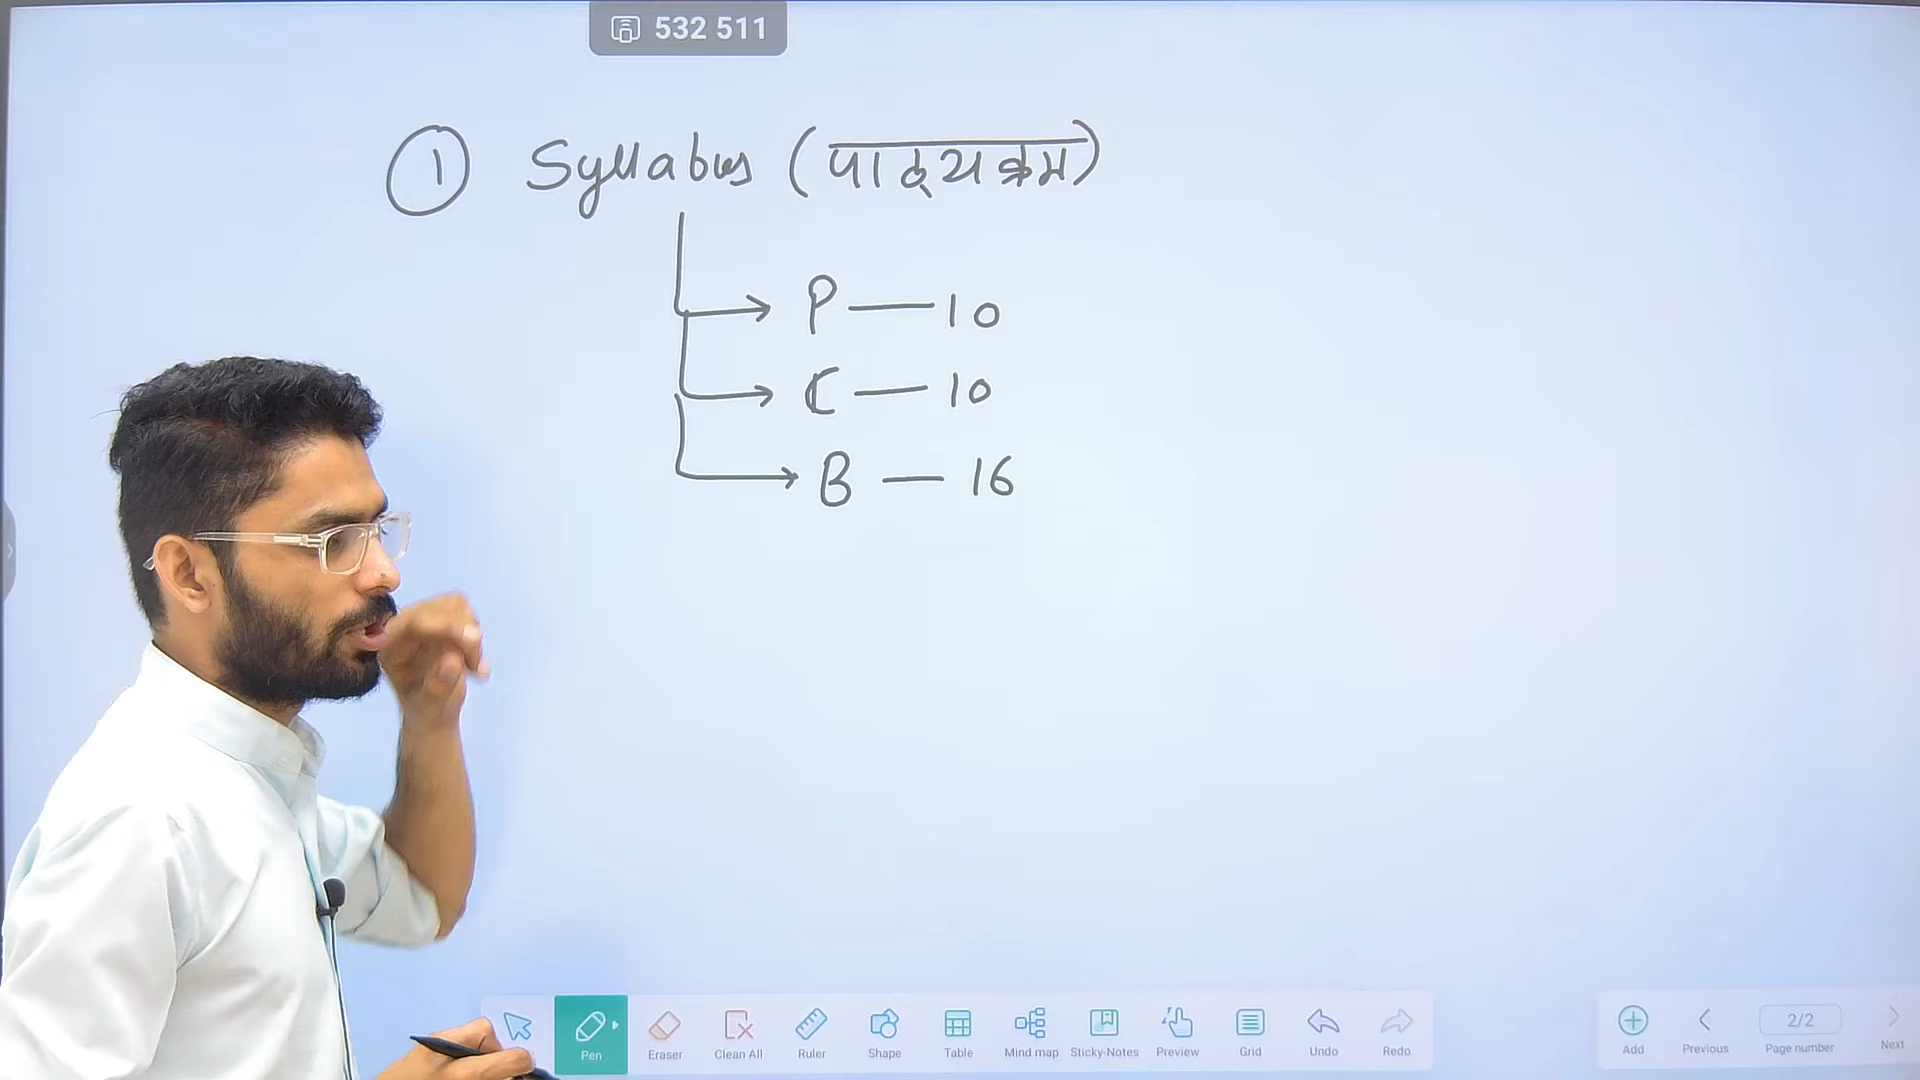 532 511
① Syllabus (पाठ्यक्रम)
P — 10
C — 10
B — 16
Pen
Eraser
Clean All
Ruler
Shape
Table
Mind map
Sticky-Notes
Preview
Grid
Undo
Redo
Add
Previous
2/2
Page number
Next